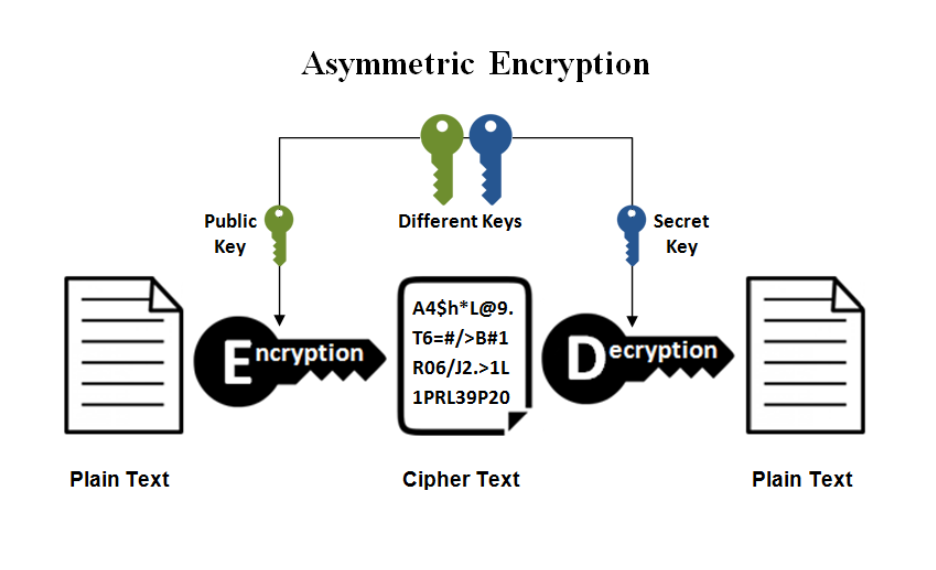 Asymmetric Encryption
Different Keys
Public
Key
Secret
Key
Encryption
A4$h*L@9.
T6=#/>B#1
R06/J2.>1L
1PRL39P20
Decryption
Plain Text
Cipher Text
Plain Text